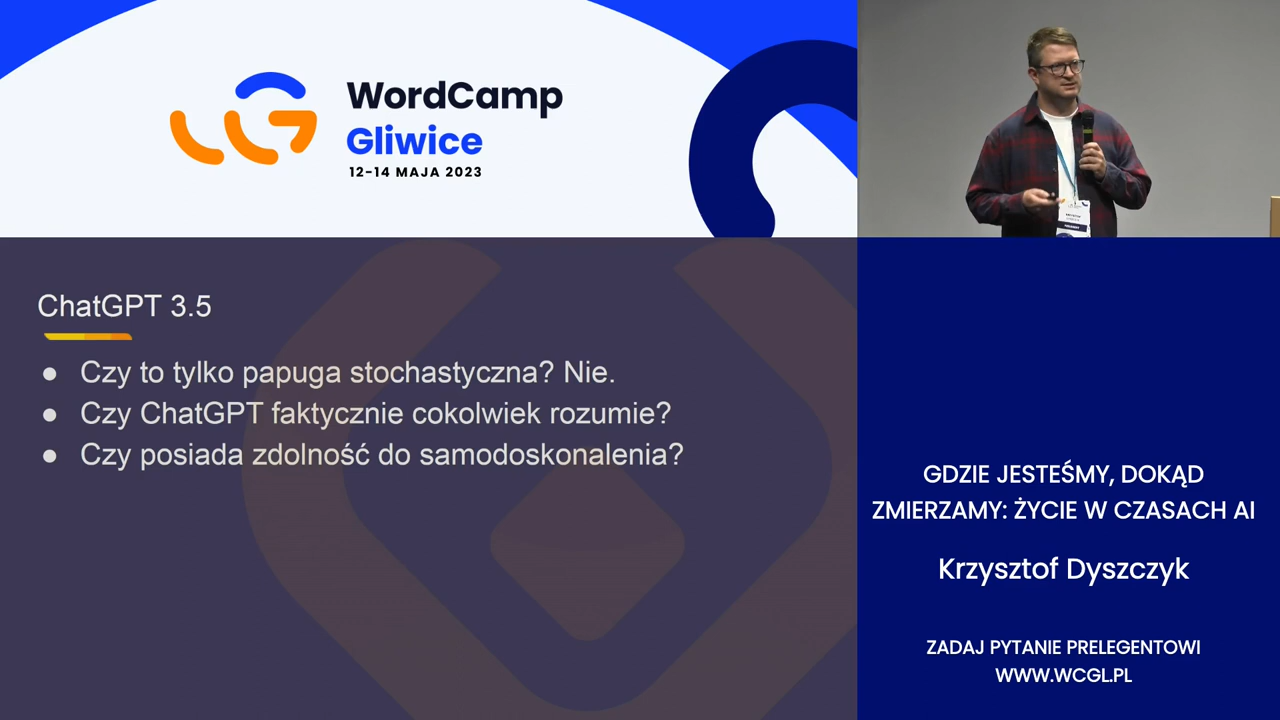 WordCamp
Gliwice
12-14 MAJA 2023
ChatGPT 3.5
● Czy to tylko papuga stochastyczna? Nie.
● Czy ChatGPT faktycznie cokolwiek rozumie?
● Czy posiada zdolność do samodoskonalenia?
GDZIE JESTEŚMY, DOKĄD
ZMIERZAMY: ŻYCIE W CZASACH AI
Krzysztof Dyszczyk
ZADAJ PYTANIE PRELEGENTOWI
WWW.WCGL.PL